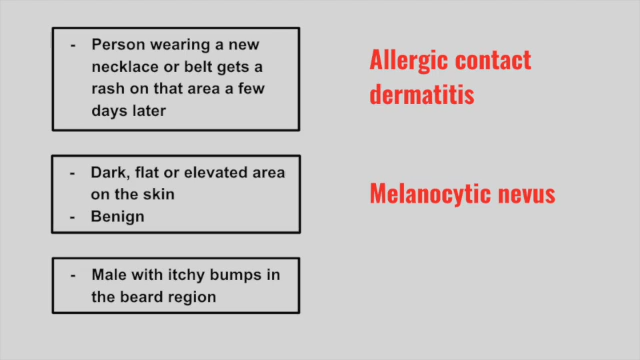 - Person wearing a new
necklace or belt gets a
rash on that area a few
days later
Allergic contact
dermatitis
- Dark, flat or elevated area
on the skin
- Benign
Melanocytic nevus
- Male with itchy bumps in
the beard region